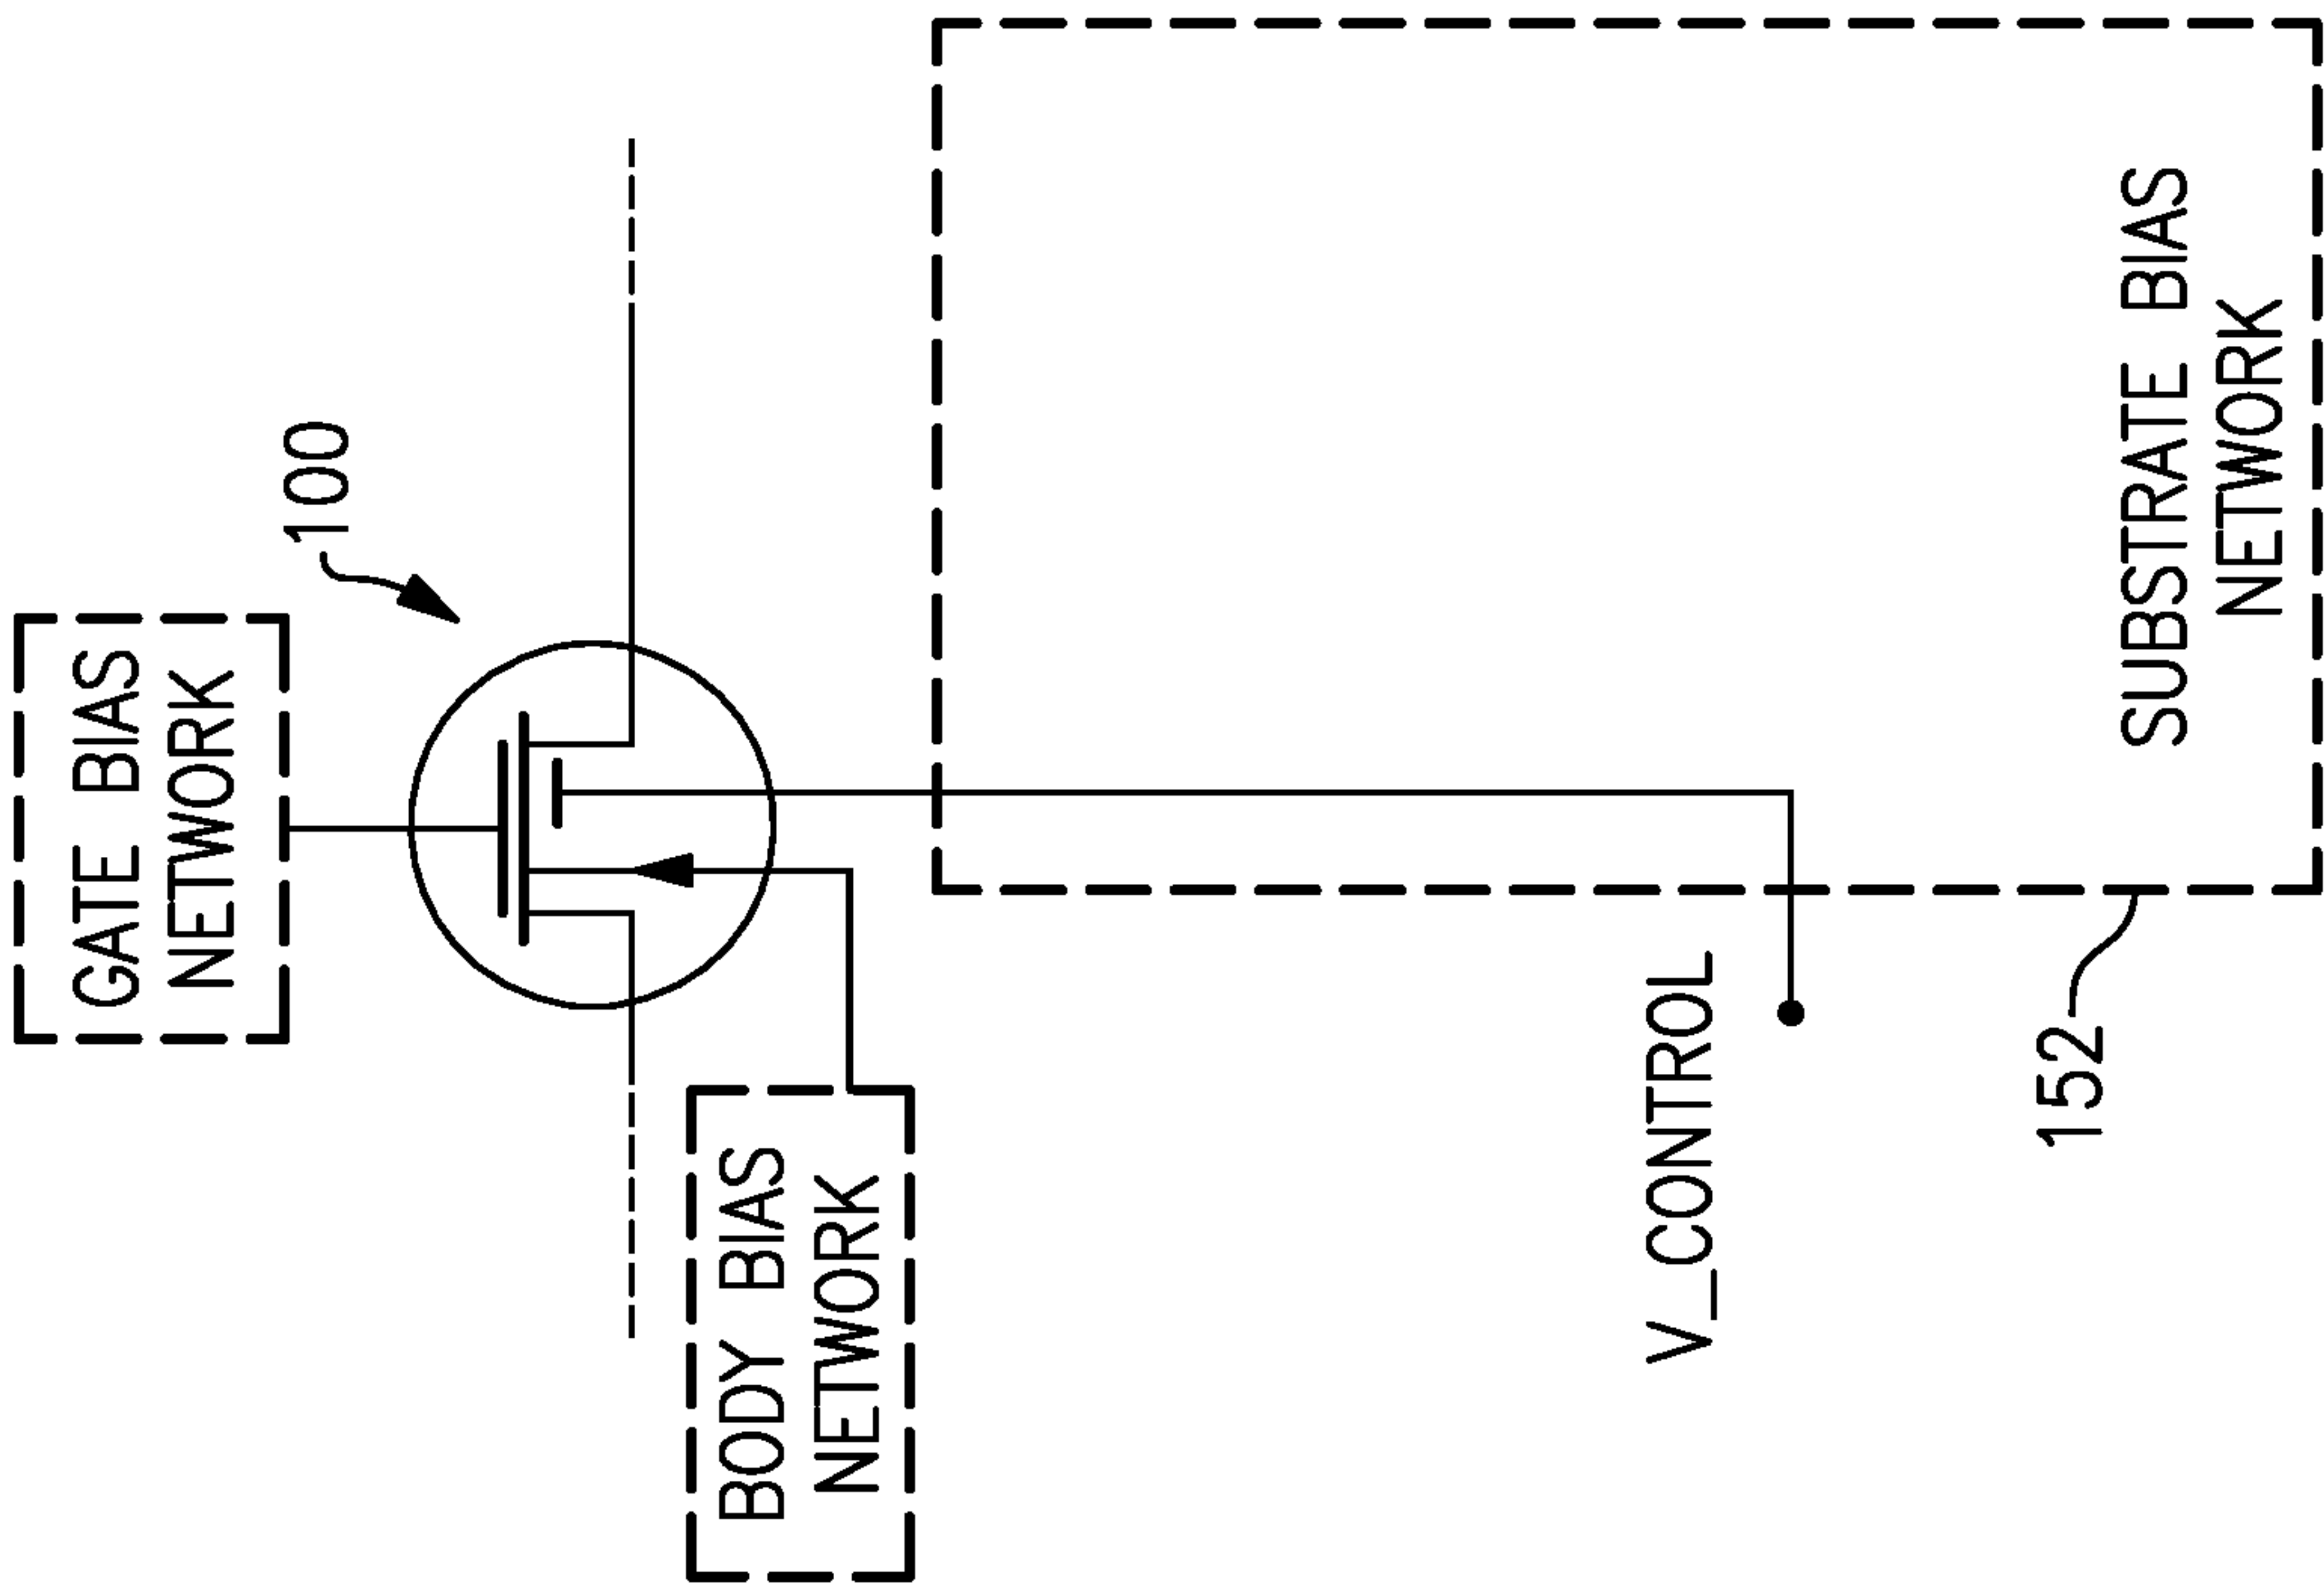 GATE BIAS
NETWORK
100
BODY BIAS
NETWORK
V_CONTROL
152
SUBSTRATE BIAS
NETWORK